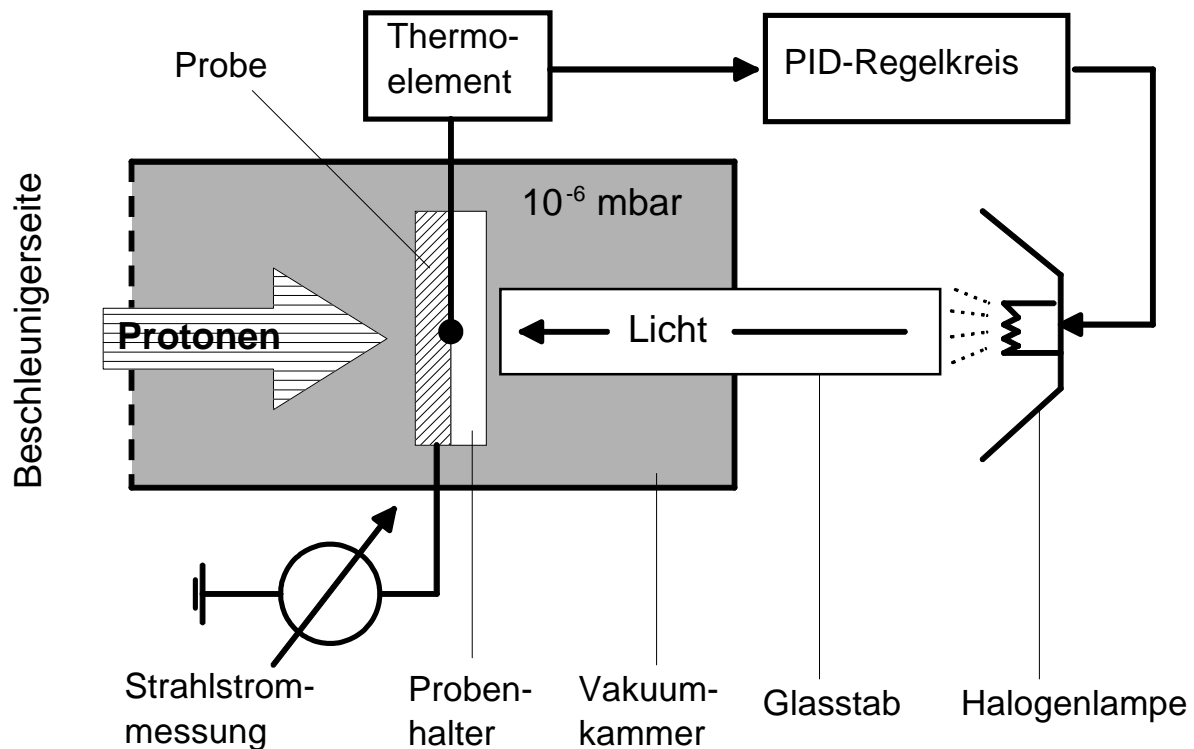 Thermo-
element
PID-Regelkreis
Probe
Beschleunigerseite
10⁻⁶ mbar
Protonen
Licht
Strahlstrom-
messung
Proben-
halter
Vakuum-
kammer
Glasstab
Halogenlampe